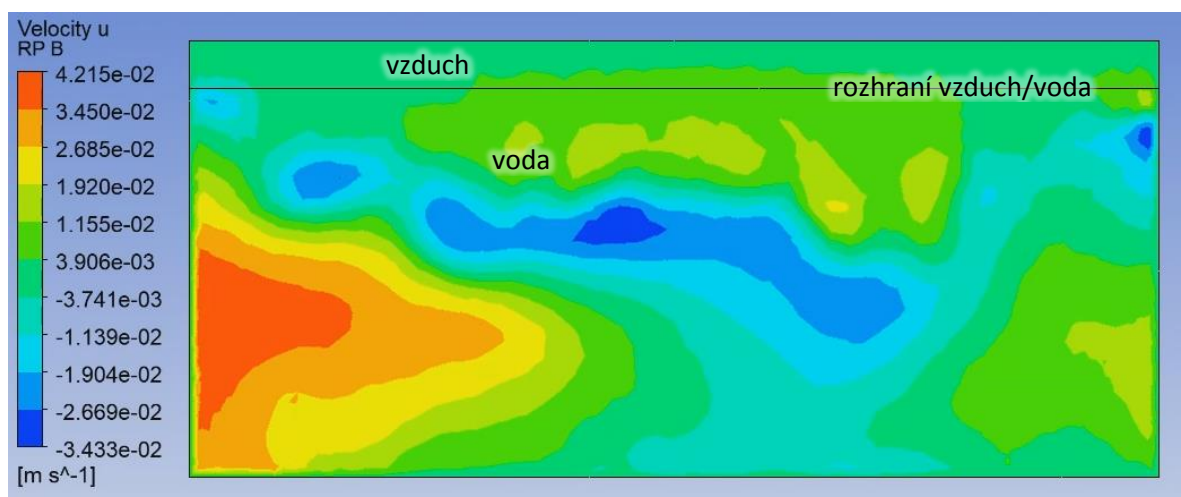 Velocity u
RP B
4.215e-02
3.450e-02
2.685e-02
1.920e-02
1.155e-02
3.906e-03
-3.741e-03
-1.139e-02
-1.904e-02
-2.669e-02
-3.433e-02
[m s^-1]
vzduch
rozhraní vzduch/voda
voda